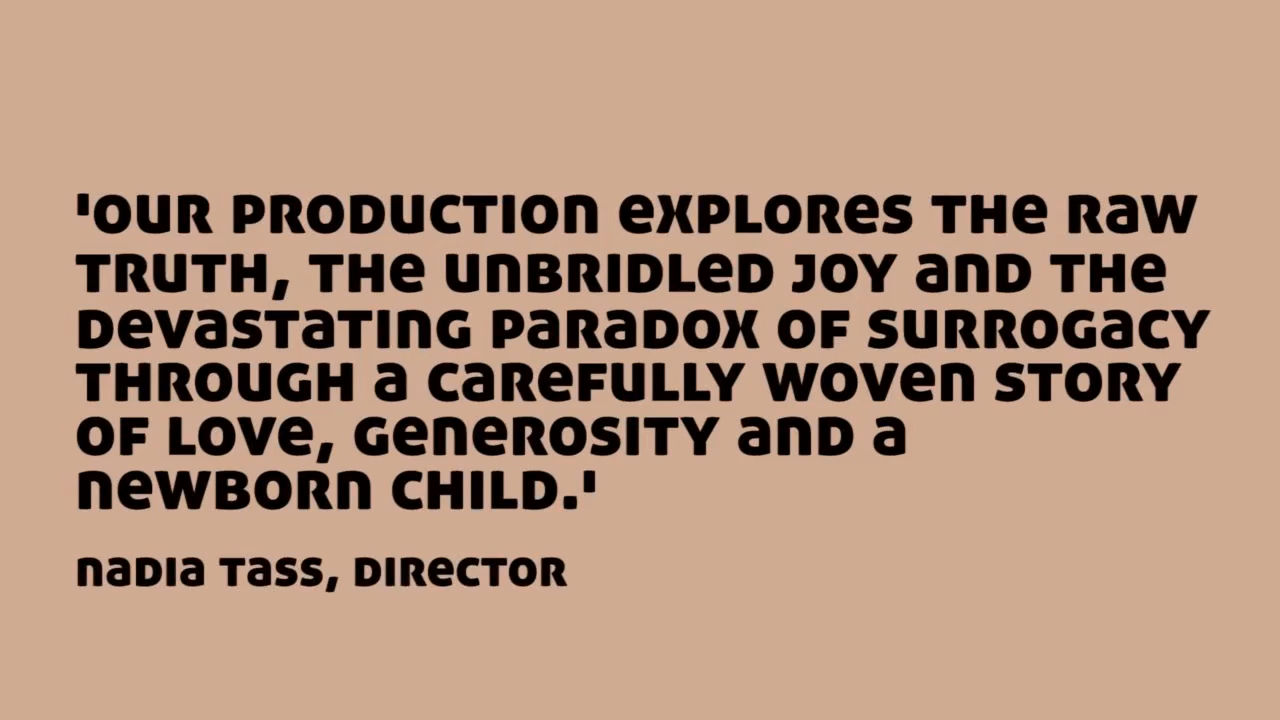 'OUR PRODUCTION eXPLOReS THe RaW
TRUTH, THe UnBRIDLeD JOY anD THe
DeVaSTaTInG PaRaDOX OF SURROGaCY
THROUGH a CaReFULLY WOVen STORY
OF LOVe, GeneROSITY anD a
neWBORn CHILD.'
naDIa TaSS, DIReCTOR